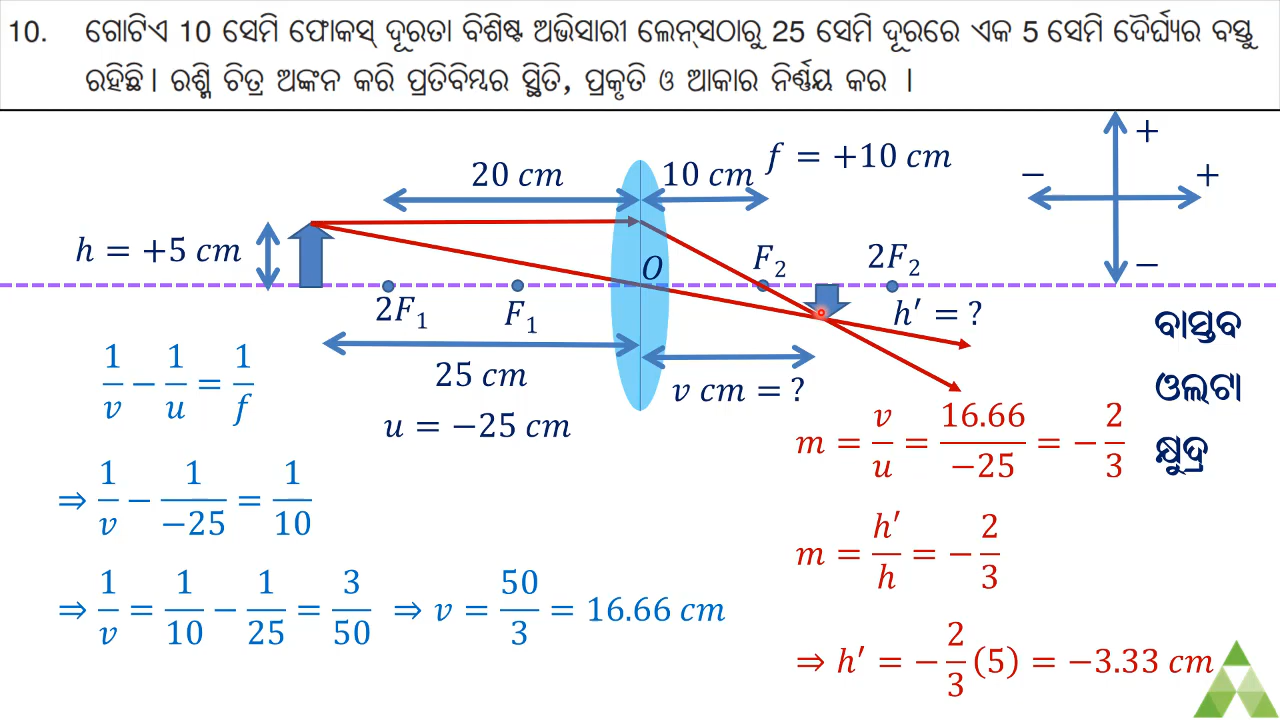 10. ଗୋଟିଏ 10 ସେମି ଫୋକସ୍ ଦୂରତା ବିଶିଷ୍ଟ ଅଭିସାରୀ ଲେନ୍ସଠାରୁ 25 ସେମି ଦୂରରେ ଏକ 5 ସେମି ଦୈର୍ଘ୍ୟର ବସ୍ତୁ
ରହିଛି। ରଶ୍ମି ଚିତ୍ର ଅଙ୍କନ କରି ପ୍ରତିବିମ୍ବର ସ୍ଥିତି, ପ୍ରକୃତି ଓ ଆକାର ନିର୍ଣ୍ଣୟ କର ।
20 cm
10 cm
f = +10 cm
+
− +
−
h = +5 cm
O
F₂
2F₂
2F₁
F₁
h′ = ?
25 cm
v cm = ?
u = −25 cm
ବାସ୍ତବ
ଓଲଟା
କ୍ଷୁଦ୍ର
1/v − 1/u = 1/f
⇒ 1/v − 1/−25 = 1/10
⇒ 1/v = 1/10 − 1/25 = 3/50 ⇒ v = 50/3 = 16.66 cm
m = v/u = 16.66/−25 = −2/3
m = h′/h = −2/3
⇒ h′ = −2/3(5) = −3.33 cm